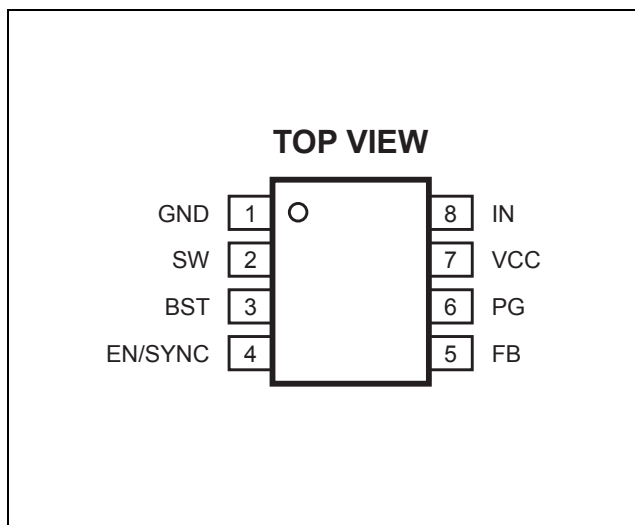 TOP VIEW
GND 1 8 IN
SW 2 7 VCC
BST 3 6 PG
EN/SYNC 4 5 FB